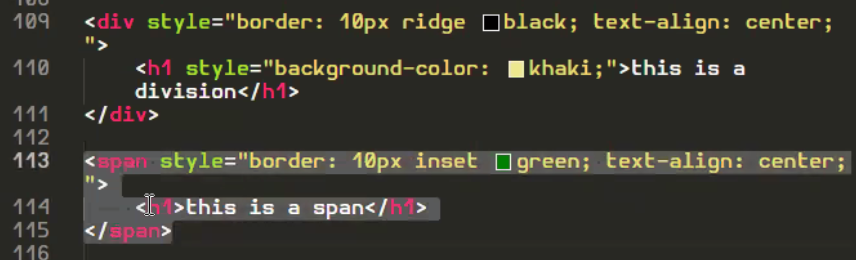 108
109 <div style="border: 10px ridge black; text-align: center;
">
110 <h1 style="background-color: khaki;">this is a
division</h1>
111 </div>
112
113 <span style="border: 10px inset green; text-align: center;
">
114 <h1>this is a span</h1>
115 </span>
116